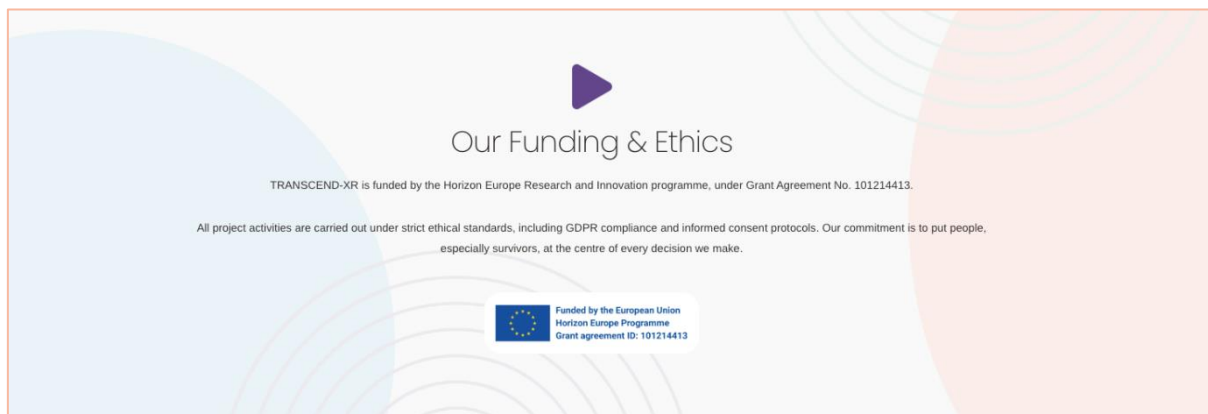 Our Funding & Ethics
TRANSCEND-XR is funded by the Horizon Europe Research and Innovation programme, under Grant Agreement No. 101214413.
All project activities are carried out under strict ethical standards, including GDPR compliance and informed consent protocols. Our commitment is to put people,
especially survivors, at the centre of every decision we make.
Funded by the European Union
Horizon Europe Programme
Grant agreement ID: 101214413